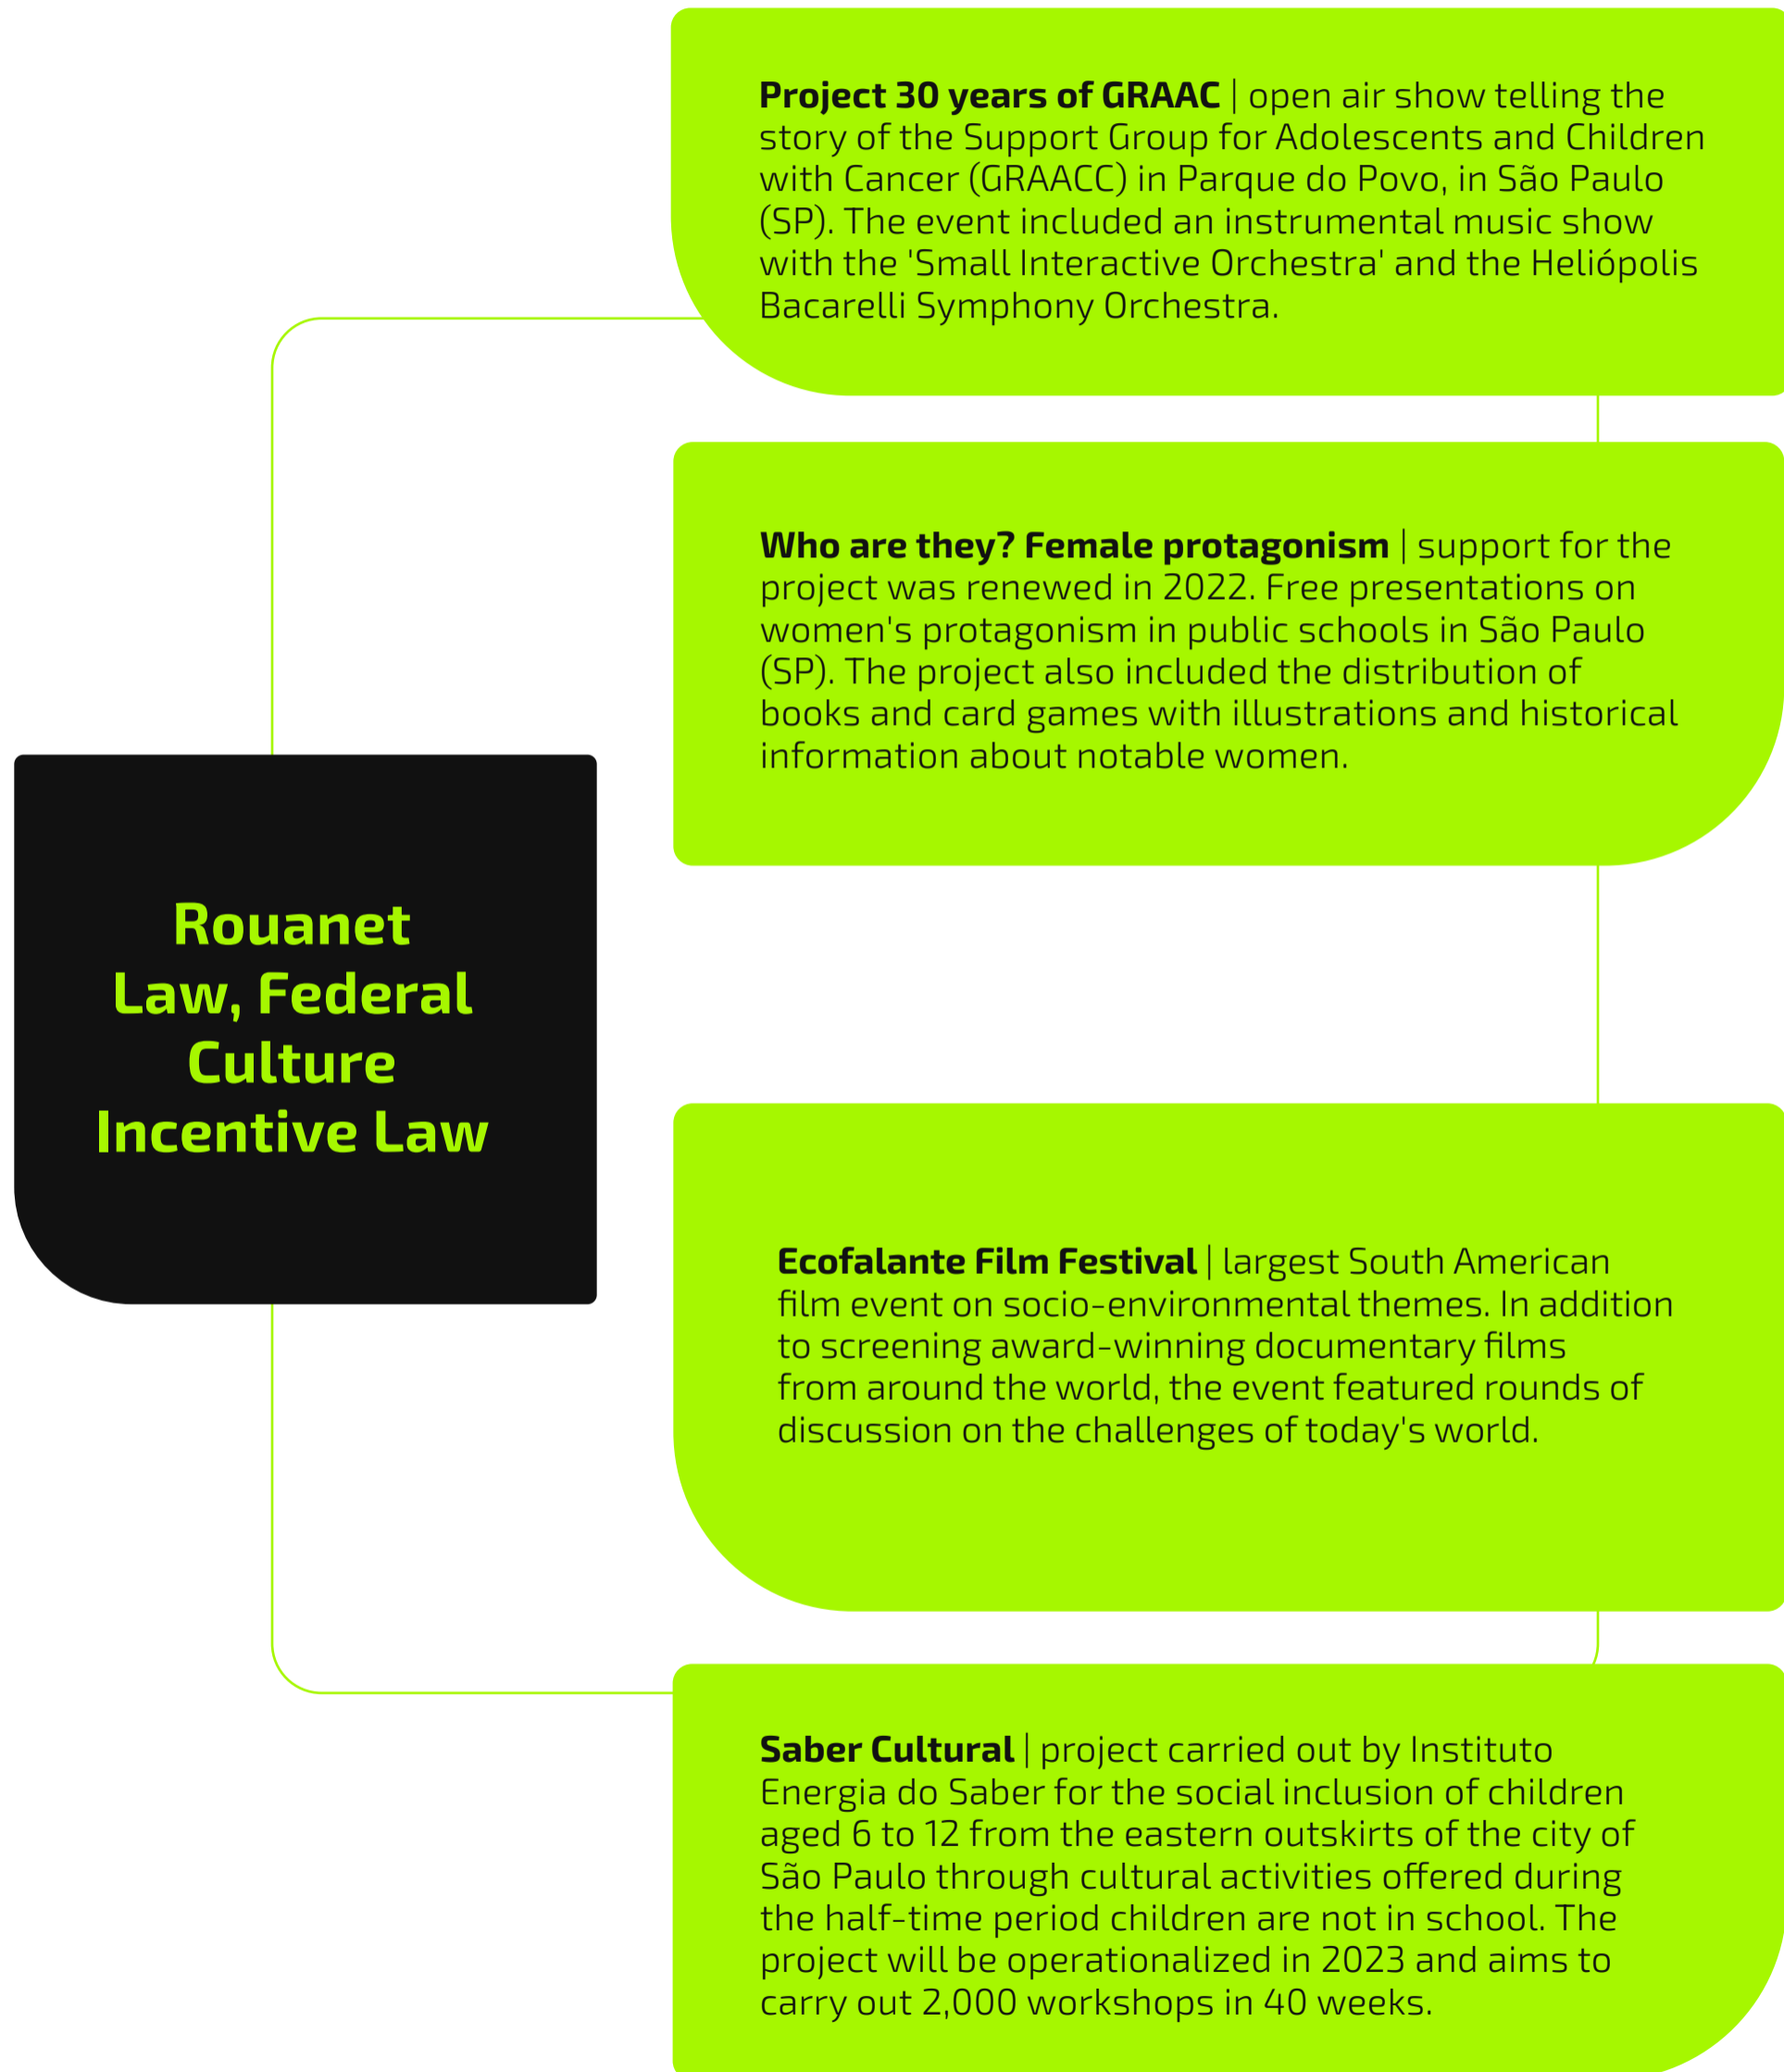 Project 30 years of GRAAC | open air show telling the
story of the Support Group for Adolescents and Children
with Cancer (GRAACC) in Parque do Povo, in São Paulo
(SP). The event included an instrumental music show
with the 'Small Interactive Orchestra' and the Heliópolis
Bacarelli Symphony Orchestra.
Who are they? Female protagonism | support for the
project was renewed in 2022. Free presentations on
women's protagonism in public schools in São Paulo
(SP). The project also included the distribution of
books and card games with illustrations and historical
information about notable women.
Rouanet
Law, Federal
Culture
Incentive Law
Ecofalante Film Festival | largest South American
film event on socio-environmental themes. In addition
to screening award-winning documentary films
from around the world, the event featured rounds of
discussion on the challenges of today's world.
Saber Cultural | project carried out by Instituto
Energia do Saber for the social inclusion of children
aged 6 to 12 from the eastern outskirts of the city of
São Paulo through cultural activities offered during
the half-time period children are not in school. The
project will be operationalized in 2023 and aims to
carry out 2,000 workshops in 40 weeks.